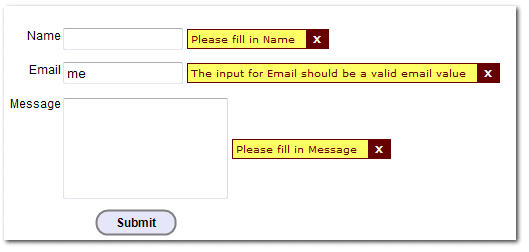 Name Please fill in Name x
Email me The input for Email should be a valid email value x
Message
Please fill in Message x
Submit